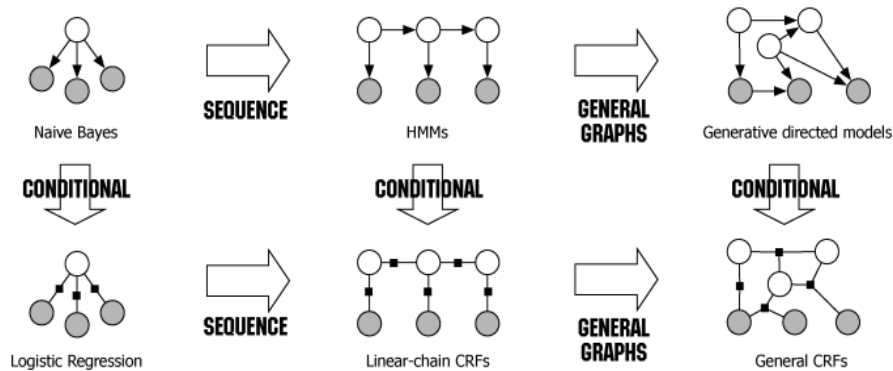 SEQUENCE
GENERAL
GRAPHS
Naive Bayes
HMMs
Generative directed models
CONDITIONAL
CONDITIONAL
CONDITIONAL
SEQUENCE
GENERAL
GRAPHS
Logistic Regression
Linear-chain CRFs
General CRFs